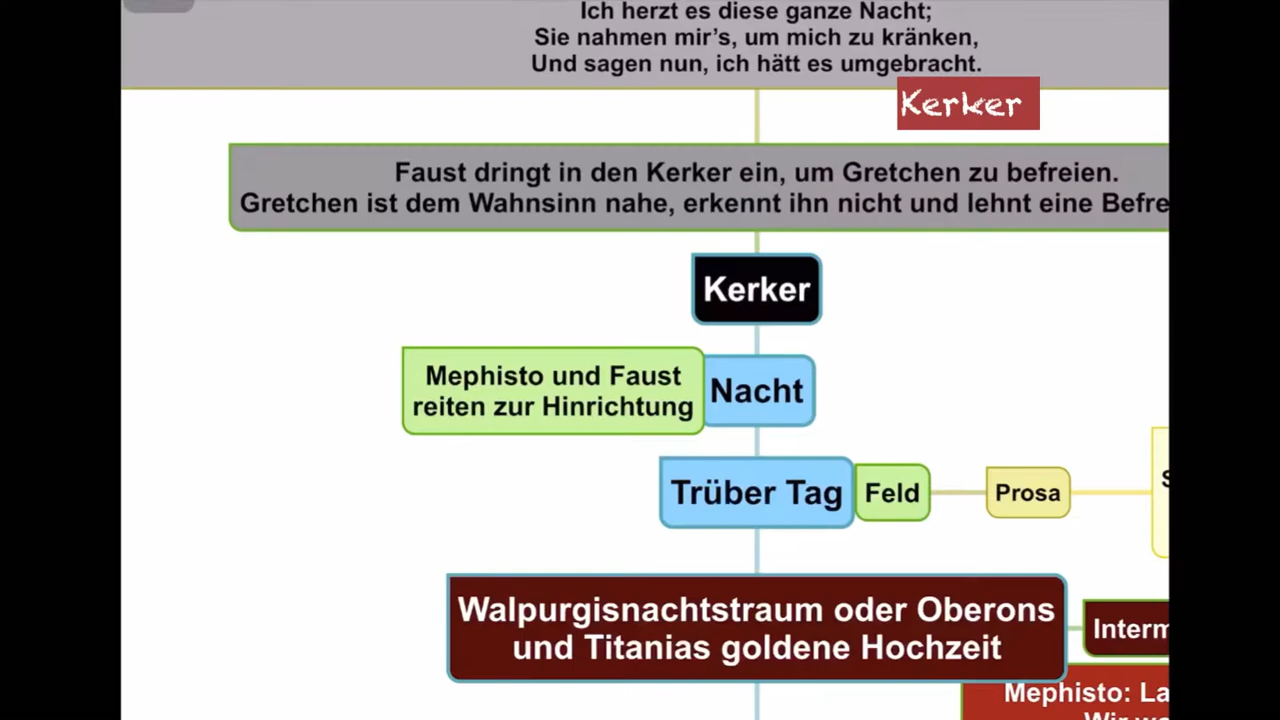 Ich herzt es diese ganze Nacht;
Sie nahmen mir’s, um mich zu kränken,
Und sagen nun, ich hätt es umgebracht.
Kerker
Faust dringt in den Kerker ein, um Gretchen zu befreien.
Gretchen ist dem Wahnsinn nahe, erkennt ihn nicht und lehnt eine Befre
Kerker
Mephisto und Faust
reiten zur Hinrichtung
Nacht
Trüber Tag
Feld
Prosa
Walpurgisnachtstraum oder Oberons
und Titanias goldene Hochzeit
Interm
Mephisto: La
Wir